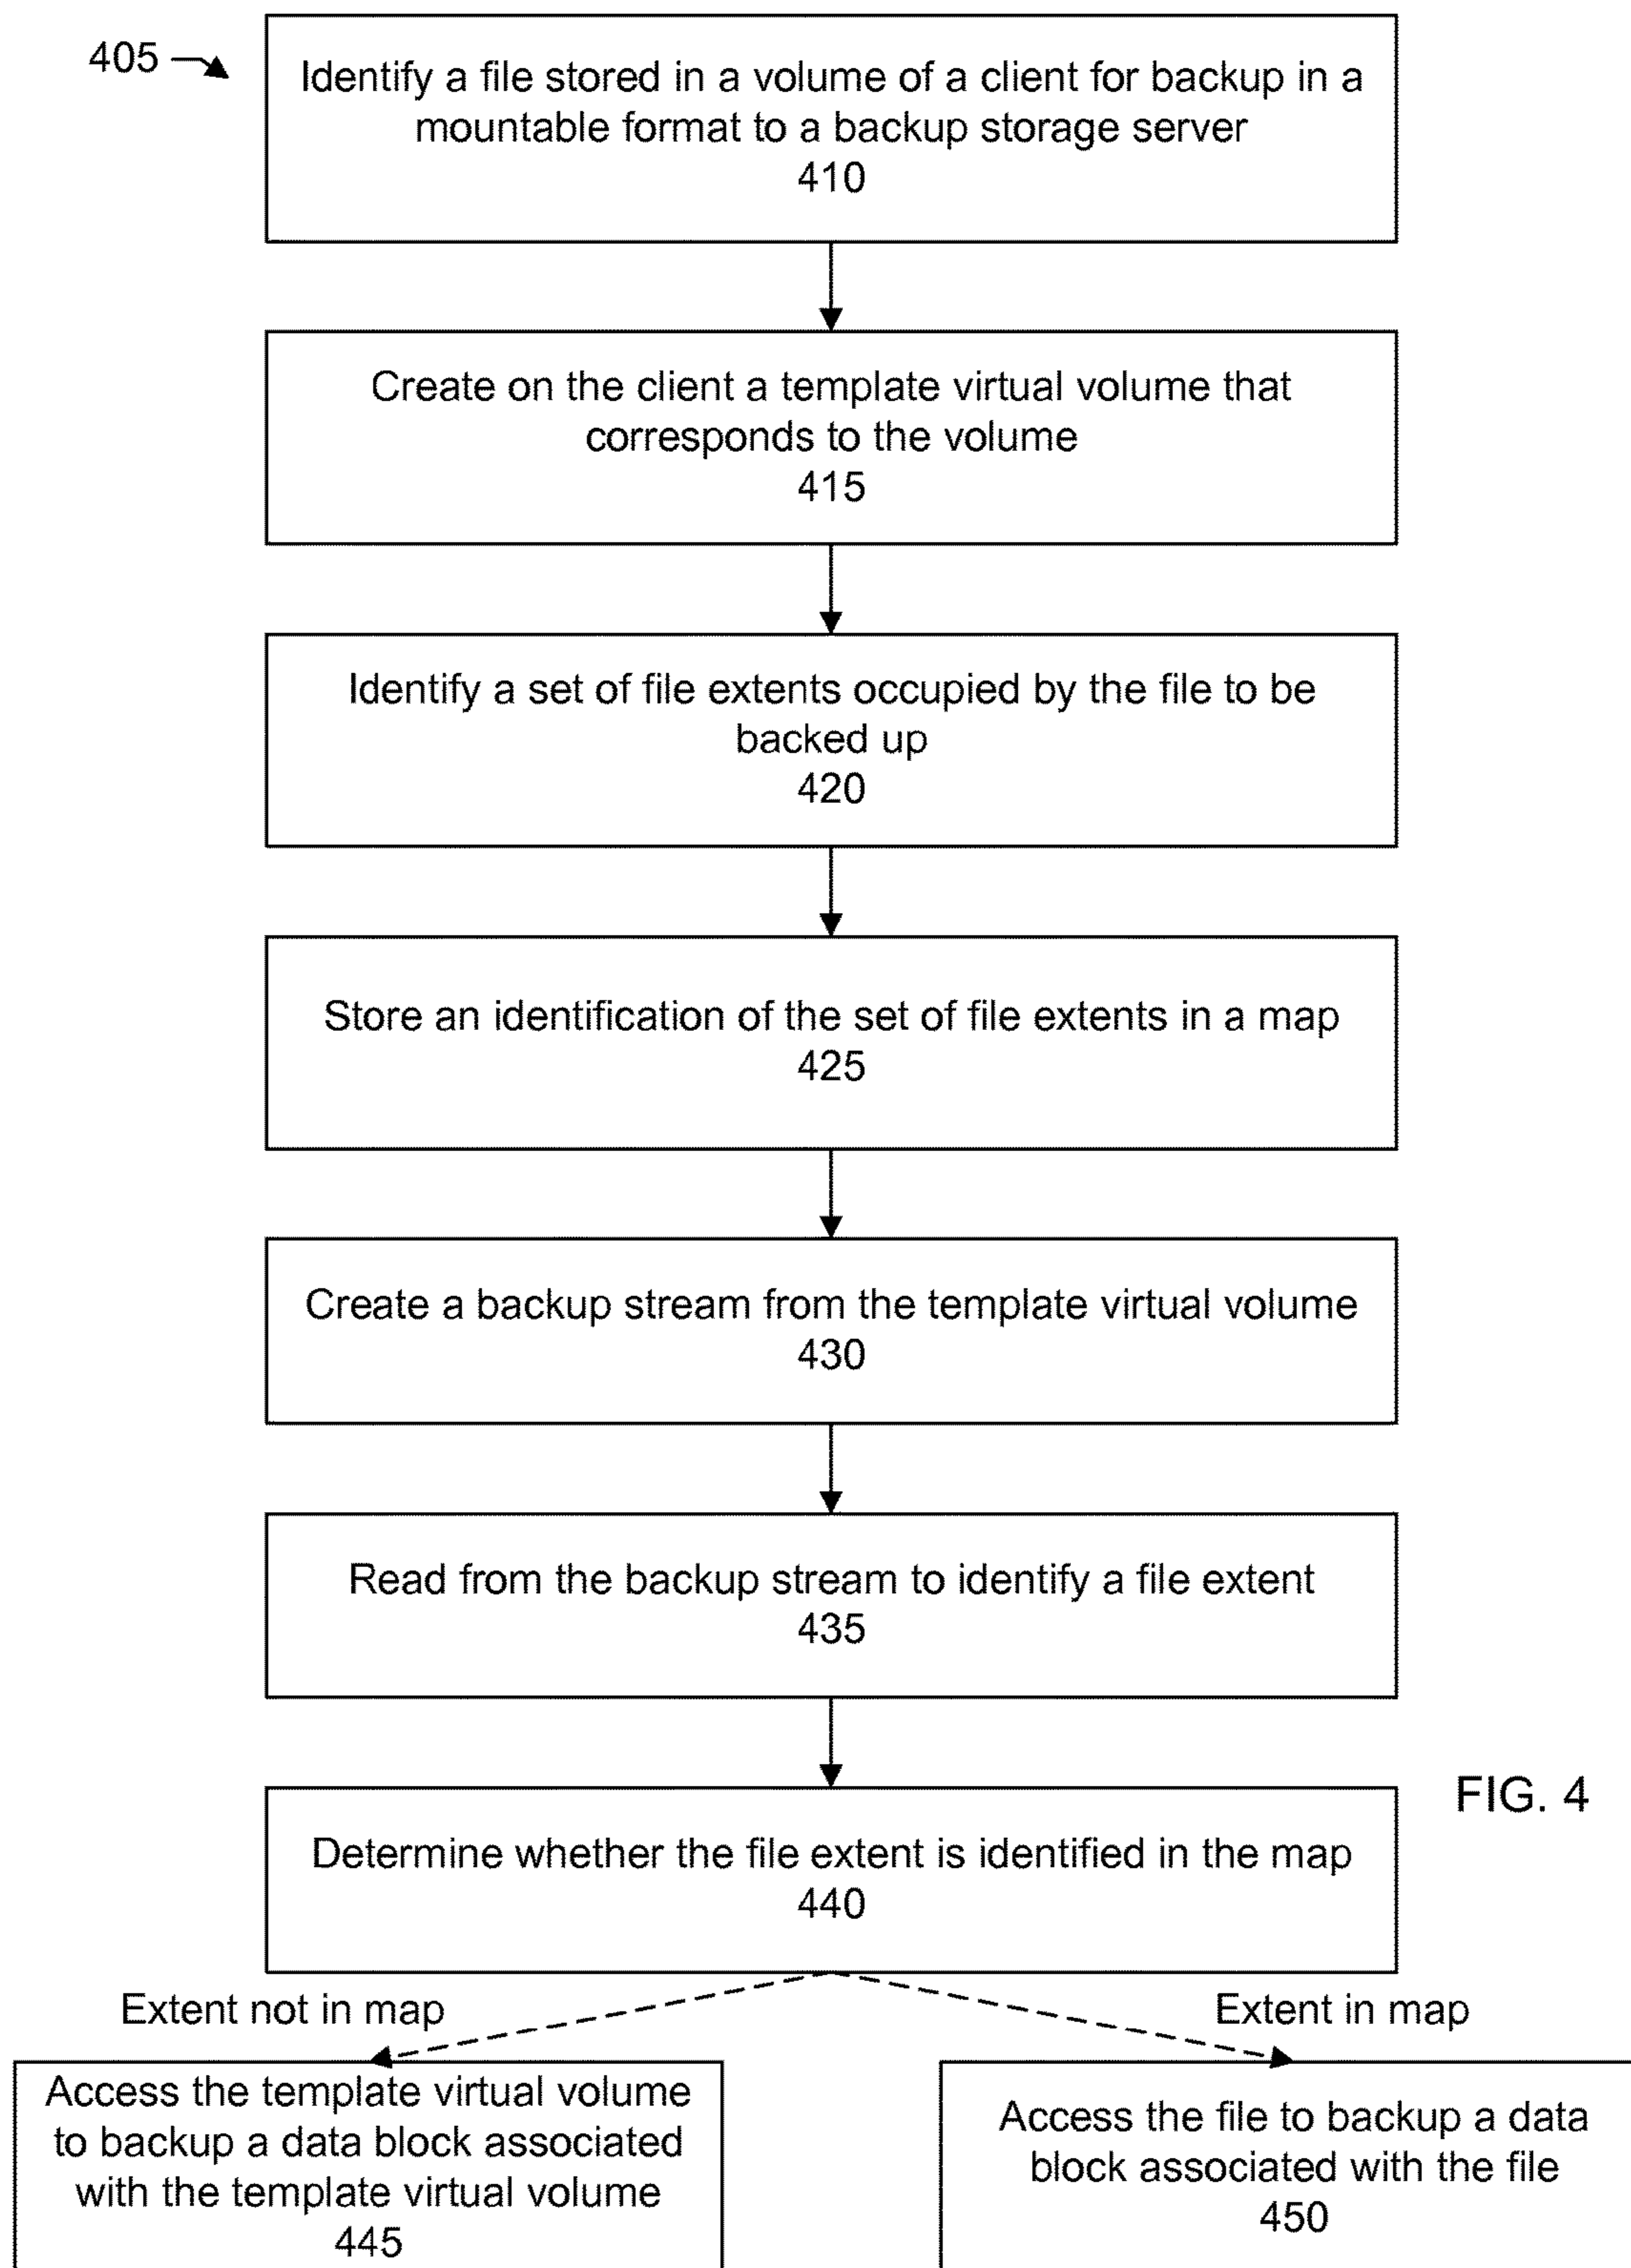 405
Identify a file stored in a volume of a client for backup in a
mountable format to a backup storage server
410
Create on the client a template virtual volume that
corresponds to the volume
415
Identify a set of file extents occupied by the file to be
backed up
420
Store an identification of the set of file extents in a map
425
Create a backup stream from the template virtual volume
430
Read from the backup stream to identify a file extent
435
FIG. 4
Determine whether the file extent is identified in the map
440
Extent not in map
Extent in map
Access the template virtual volume
to backup a data block associated
with the template virtual volume
445
Access the file to backup a data
block associated with the file
450